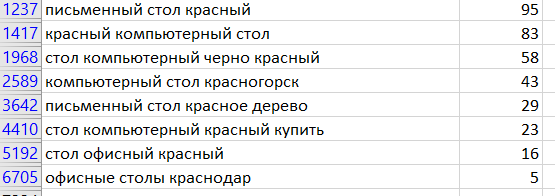 1237 письменный стол красный 95
1417 красный компьютерный стол 83
1968 стол компьютерный черно красный 58
2589 компьютерный стол красногорск 43
3642 письменный стол красное дерево 29
4410 стол компьютерный красный купить 23
5192 стол офисный красный 16
6705 офисные столы краснодар 5